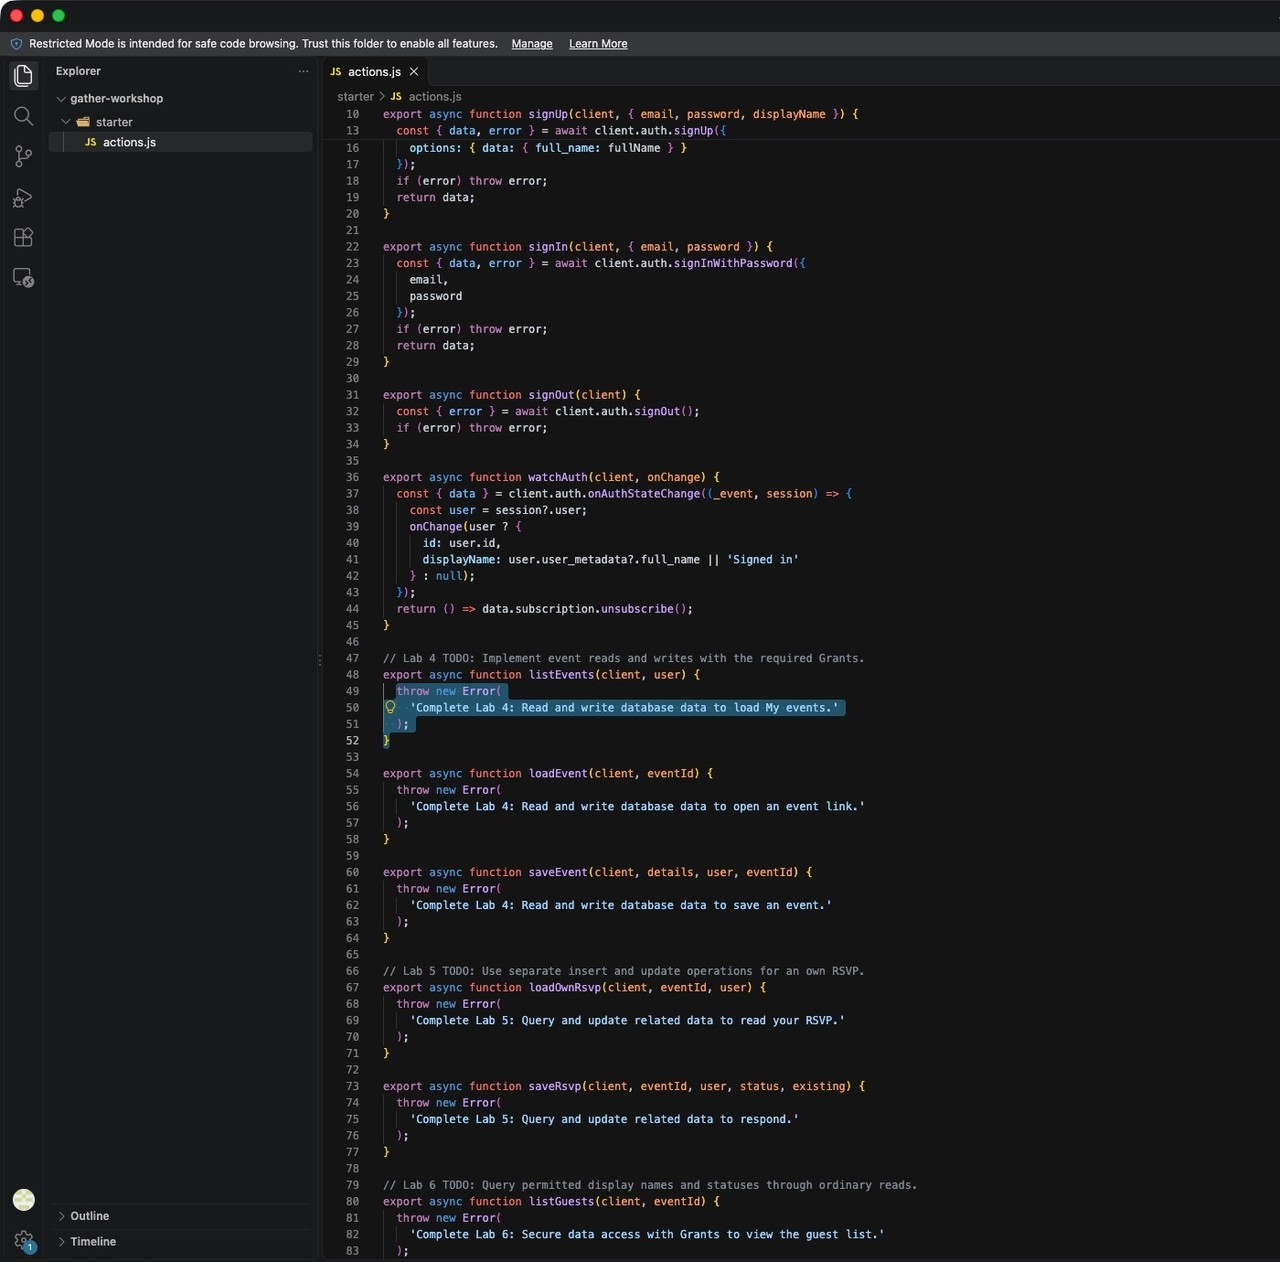 Restricted Mode is intended for safe code browsing. Trust this folder to enable all features. Manage Learn More
Explorer
JS actions.js
gather-workshop
starter
JS actions.js
starter > JS actions.js
10 export async function signUp(client, { email, password, displayName }) {
13 const { data, error } = await client.auth.signUp({
16 options: { data: { full_name: fullName } }
17 });
18 if (error) throw error;
19 return data;
20 }
21
22 export async function signIn(client, { email, password }) {
23 const { data, error } = await client.auth.signInWithPassword({
24 email,
25 password
26 });
27 if (error) throw error;
28 return data;
29 }
30
31 export async function signOut(client) {
32 const { error } = await client.auth.signOut();
33 if (error) throw error;
34 }
35
36 export async function watchAuth(client, onChange) {
37 const { data } = client.auth.onAuthStateChange((_event, session) => {
38 const user = session?.user;
39 onChange(user ? {
40 id: user.id,
41 displayName: user.user_metadata?.full_name || 'Signed in'
42 } : null);
43 });
44 return () => data.subscription.unsubscribe();
45 }
46
47 // Lab 4 TODO: Implement event reads and writes with the required Grants.
48 export async function listEvents(client, user) {
49 throw new Error(
50 'Complete Lab 4: Read and write database data to load My events.'
51 );
52 }
53
54 export async function loadEvent(client, eventId) {
55 throw new Error(
56 'Complete Lab 4: Read and write database data to open an event link.'
57 );
58 }
59
60 export async function saveEvent(client, details, user, eventId) {
61 throw new Error(
62 'Complete Lab 4: Read and write database data to save an event.'
63 );
64 }
65
66 // Lab 5 TODO: Use separate insert and update operations for an own RSVP.
67 export async function loadOwnRsvp(client, eventId, user) {
68 throw new Error(
69 'Complete Lab 5: Query and update related data to read your RSVP.'
70 );
71 }
72
73 export async function saveRsvp(client, eventId, user, status, existing) {
74 throw new Error(
75 'Complete Lab 5: Query and update related data to respond.'
76 );
77 }
78
79 // Lab 6 TODO: Query permitted display names and statuses through ordinary reads.
80 export async function listGuests(client, eventId) {
81 throw new Error(
82 'Complete Lab 6: Secure data access with Grants to view the guest list.'
83 );
Outline
Timeline
1